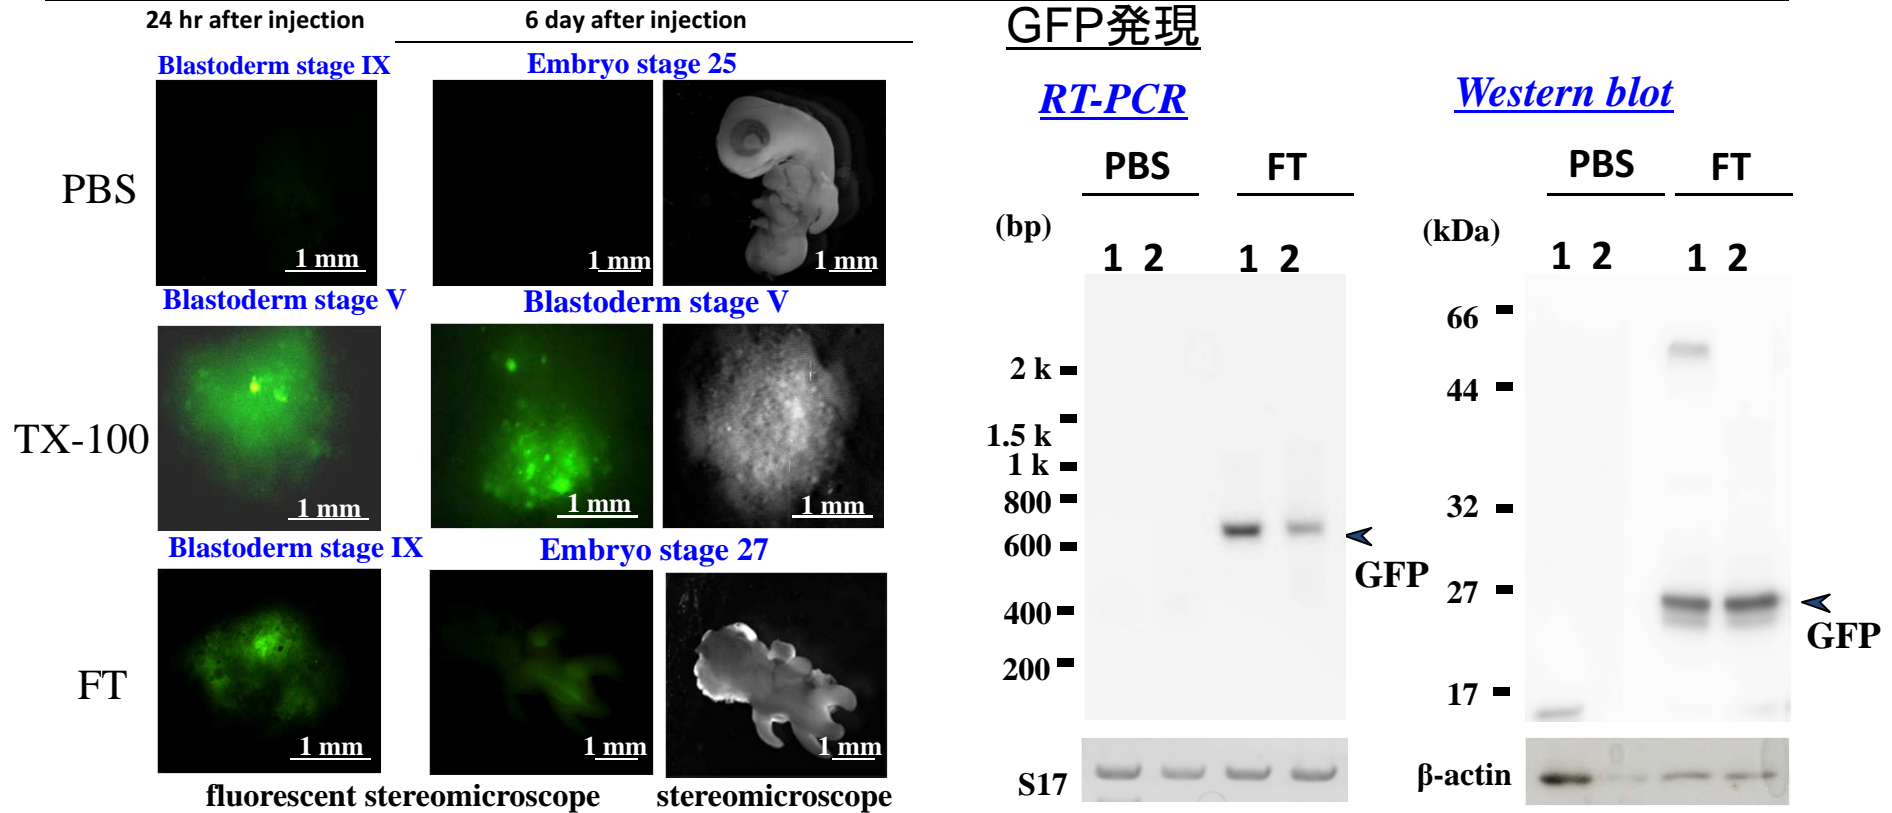 24 hr after injection
6 day after injection
Blastoderm stage IX
Embryo stage 25
PBS
1 mm
1 mm
1 mm
Blastoderm stage V
Blastoderm stage V
TX-100
1 mm
1 mm
1 mm
Blastoderm stage IX
Embryo stage 27
FT
1 mm
1 mm
1 mm
fluorescent stereomicroscope
stereomicroscope
GFP発現
RT-PCR
PBS
FT
(bp)
1 2
1 2
2 k
1.5 k
1 k
800
600
400
200
GFP
S17
Western blot
PBS
FT
(kDa)
1 2
1 2
66
44
32
27
17
GFP
β-actin